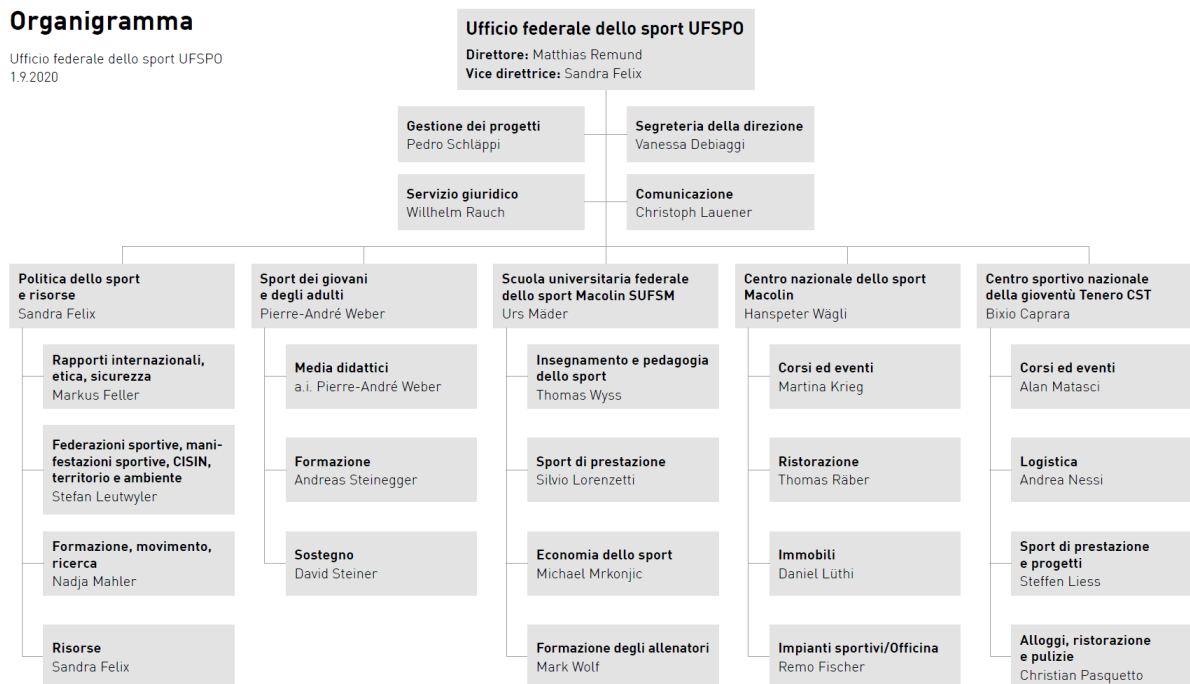 Organigramma
Ufficio federale dello sport UFSPO
1.9.2020
Ufficio federale dello sport UFSPO
Direttore: Matthias Remund
Vice direttrice: Sandra Felix
Gestione dei progetti
Pedro Schläppi
Segreteria della direzione
Vanessa Debiaggi
Servizio giuridico
Willhelm Rauch
Comunicazione
Christoph Lauener
Politica dello sport
e risorse
Sandra Felix
Rapporti internazionali,
etica, sicurezza
Markus Feller
Federazioni sportive, mani-
festazioni sportive, CISIN,
territorio e ambiente
Stefan Leutwyler
Formazione, movimento,
ricerca
Nadja Mahler
Risorse
Sandra Felix
Sport dei giovani
e degli adulti
Pierre-André Weber
Media didattici
a.i. Pierre-André Weber
Formazione
Andreas Steinegger
Sostegno
David Steiner
Scuola universitaria federale
dello sport Macolin SUFSM
Urs Mäder
Insegnamento e pedagogia
dello sport
Thomas Wyss
Sport di prestazione
Silvio Lorenzetti
Economia dello sport
Michael Mrkonjic
Formazione degli allenatori
Mark Wolf
Centro nazionale dello sport
Macolin
Hanspeter Wägli
Corsi ed eventi
Martina Krieg
Ristorazione
Thomas Räber
Immobili
Daniel Lüthi
Impianti sportivi/Officina
Remo Fischer
Centro sportivo nazionale
della gioventù Tenero CST
Bixio Caprara
Corsi ed eventi
Alan Matasci
Logistica
Andrea Nessi
Sport di prestazione
e progetti
Steffen Liess
Alloggi, ristorazione
e pulizie
Christian Pasquetto